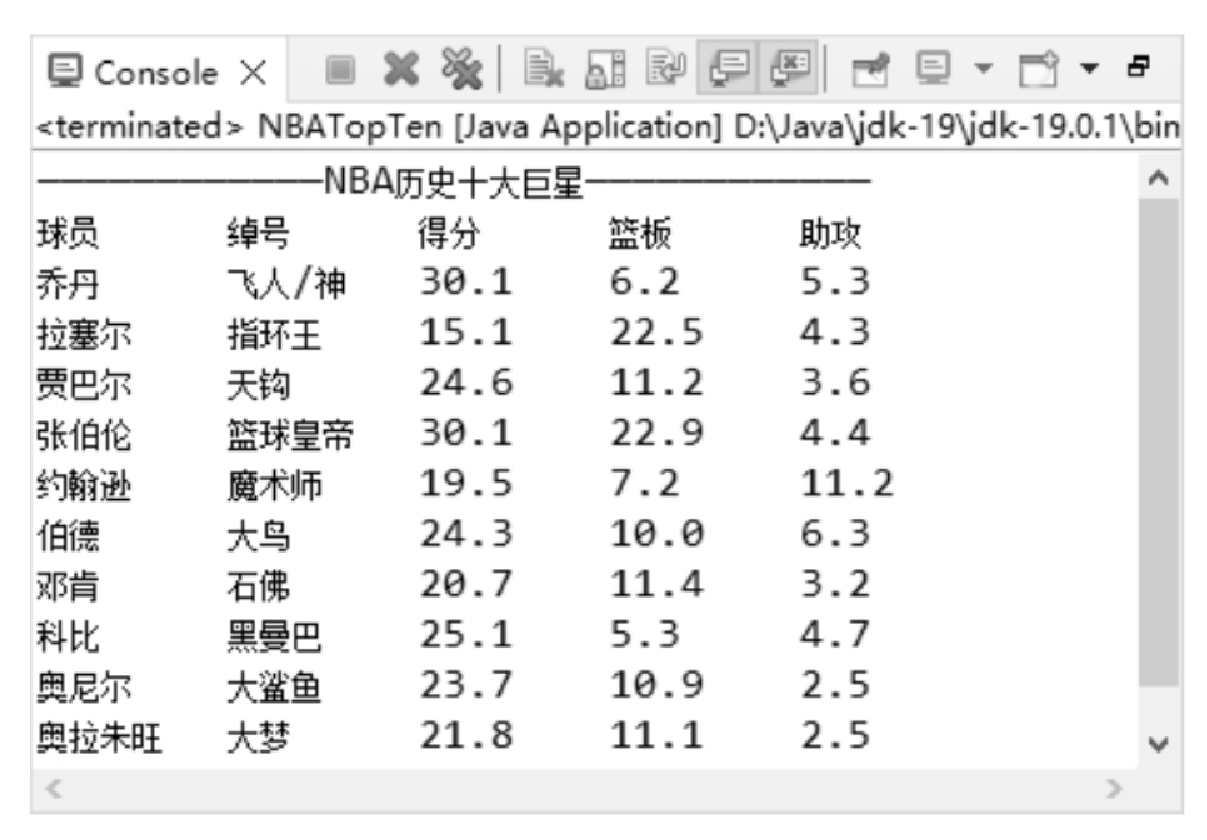 Console
<terminated> NBATopTen [Java Application] D:\Java\jdk-19\jdk-19.0.1\bin
————————————NBA历史十大巨星————————————
球员 绰号 得分 篮板 助攻
乔丹 飞人/神 30.1 6.2 5.3
拉塞尔 指环王 15.1 22.5 4.3
贾巴尔 天钩 24.6 11.2 3.6
张伯伦 篮球皇帝 30.1 22.9 4.4
约翰逊 魔术师 19.5 7.2 11.2
伯德 大鸟 24.3 10.0 6.3
邓肯 石佛 20.7 11.4 3.2
科比 黑曼巴 25.1 5.3 4.7
奥尼尔 大鲨鱼 23.7 10.9 2.5
奥拉朱旺 大梦 21.8 11.1 2.5